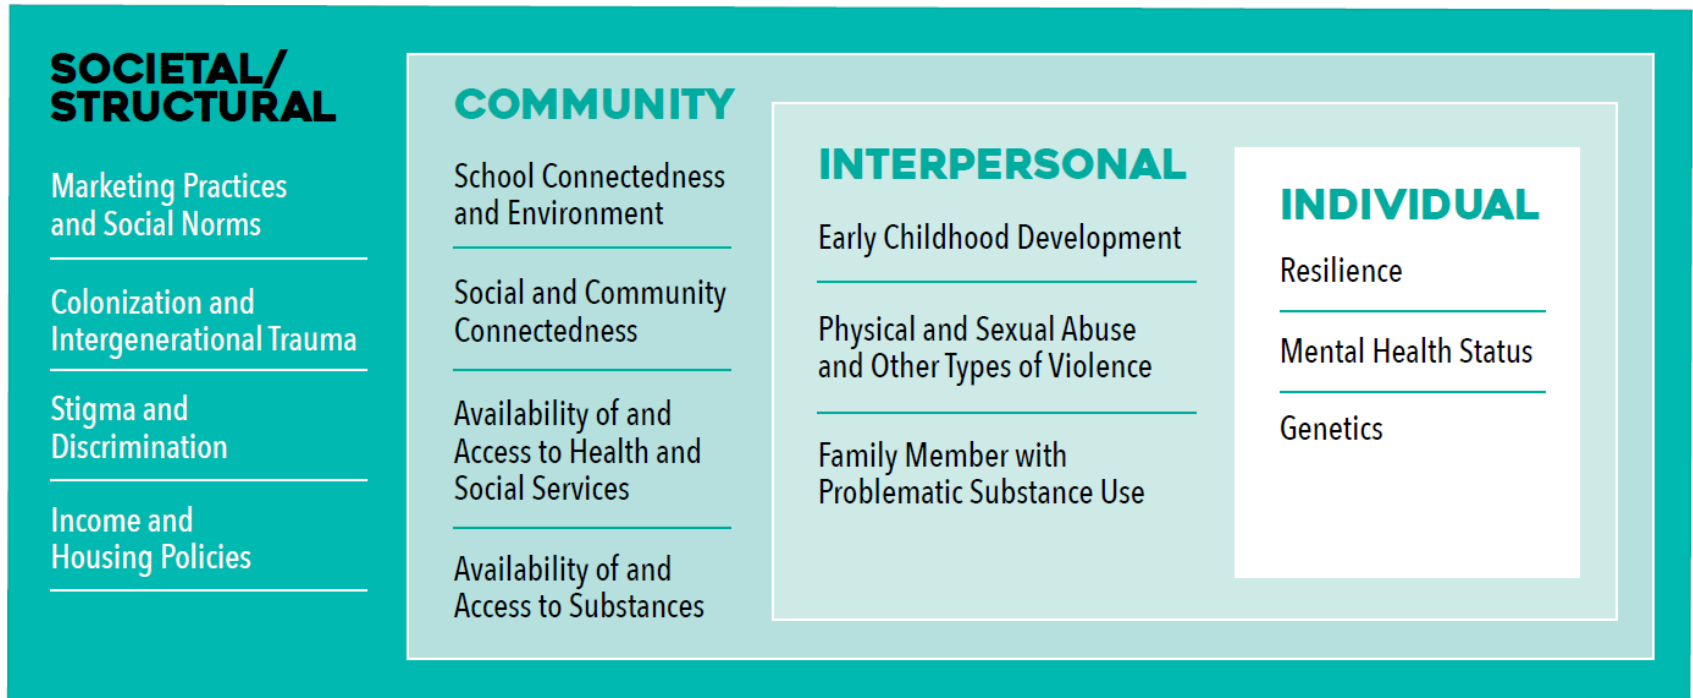 SOCIETAL/
STRUCTURAL
Marketing Practices
and Social Norms
Colonization and
Intergenerational Trauma
Stigma and
Discrimination
Income and
Housing Policies
COMMUNITY
School Connectedness
and Environment
Social and Community
Connectedness
Availability of and
Access to Health and
Social Services
Availability of and
Access to Substances
INTERPERSONAL
Early Childhood Development
Physical and Sexual Abuse
and Other Types of Violence
Family Member with
Problematic Substance Use
INDIVIDUAL
Resilience
Mental Health Status
Genetics